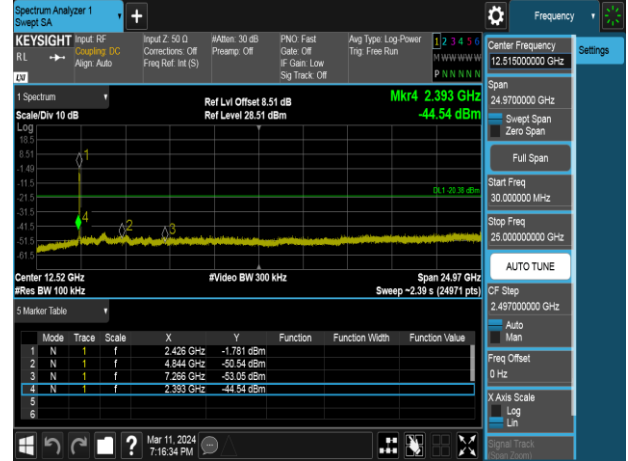 Spectrum Analyzer 1
Swept SA
KEYSIGHT
RL
LXI
Input: RF
Coupling: DC
Align: Auto
Input Z: 50 Ω
Corrections: Off
Freq Ref: Int (S)
#Atten: 30 dB
Preamp: Off
PNO: Fast
Gate: Off
IF Gain: Low
Sig Track: Off
Avg Type: Log-Power
Trig: Free Run
1 2 3 4 5 6
M W W W W W
P N N N N N
1 Spectrum
Scale/Div 10 dB
Ref Lvl Offset 8.51 dB
Ref Level 28.51 dBm
Mkr4 2.393 GHz
-44.54 dBm
Log
18.5
8.51
-1.49
-11.5
-21.5
-31.5
-41.5
-51.5
-61.5
1
4
2
3
DL1 -20.38 dBm
Center 12.52 GHz
#Res BW 100 kHz
#Video BW 300 kHz
Span 24.97 GHz
Sweep ~2.39 s (24971 pts)
5 Marker Table
Mode Trace Scale X Y Function Function Width Function Value
1 N 1 f 2.426 GHz -1.781 dBm
2 N 1 f 4.844 GHz -50.54 dBm
3 N 1 f 7.266 GHz -53.05 dBm
4 N 1 f 2.393 GHz -44.54 dBm
5
6
Mar 11, 2024
7:16:34 PM
Frequency
Settings
Center Frequency
12.515000000 GHz
Span
24.9700000 GHz
Swept Span
Zero Span
Full Span
Start Freq
30.000000 MHz
Stop Freq
25.000000000 GHz
AUTO TUNE
CF Step
2.497000000 GHz
Auto
Man
Freq Offset
0 Hz
X Axis Scale
Log
Lin
Signal Track
(Span Zoom)